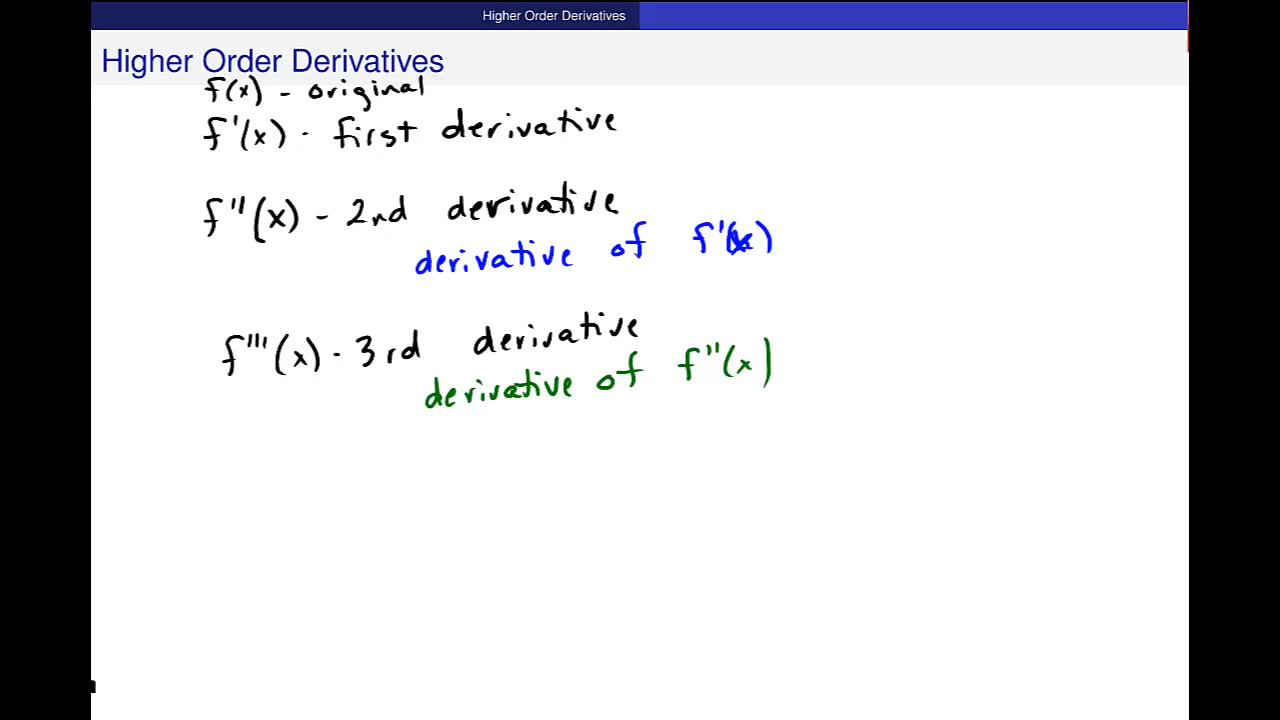 Higher Order Derivatives
Higher Order Derivatives
f(x) - original
f'(x) - first derivative
f''(x) - 2nd derivative
derivative of f'(x)
f'''(x) - 3rd derivative
derivative of f''(x)